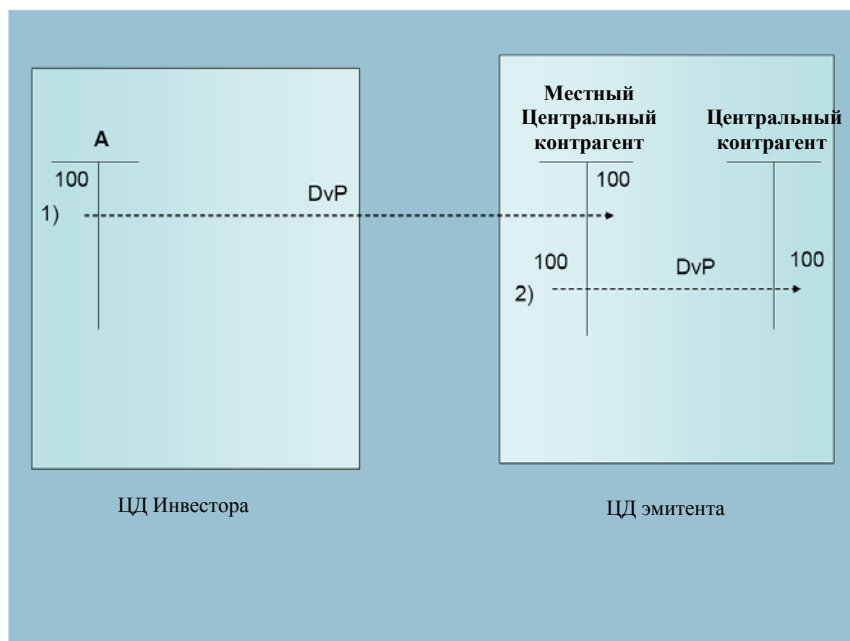 A
100
1)
DvP
Местный
Центральный
контрагент
Центральный
контрагент
100
100
2)
DvP
100
ЦД Инвестора
ЦД эмитента